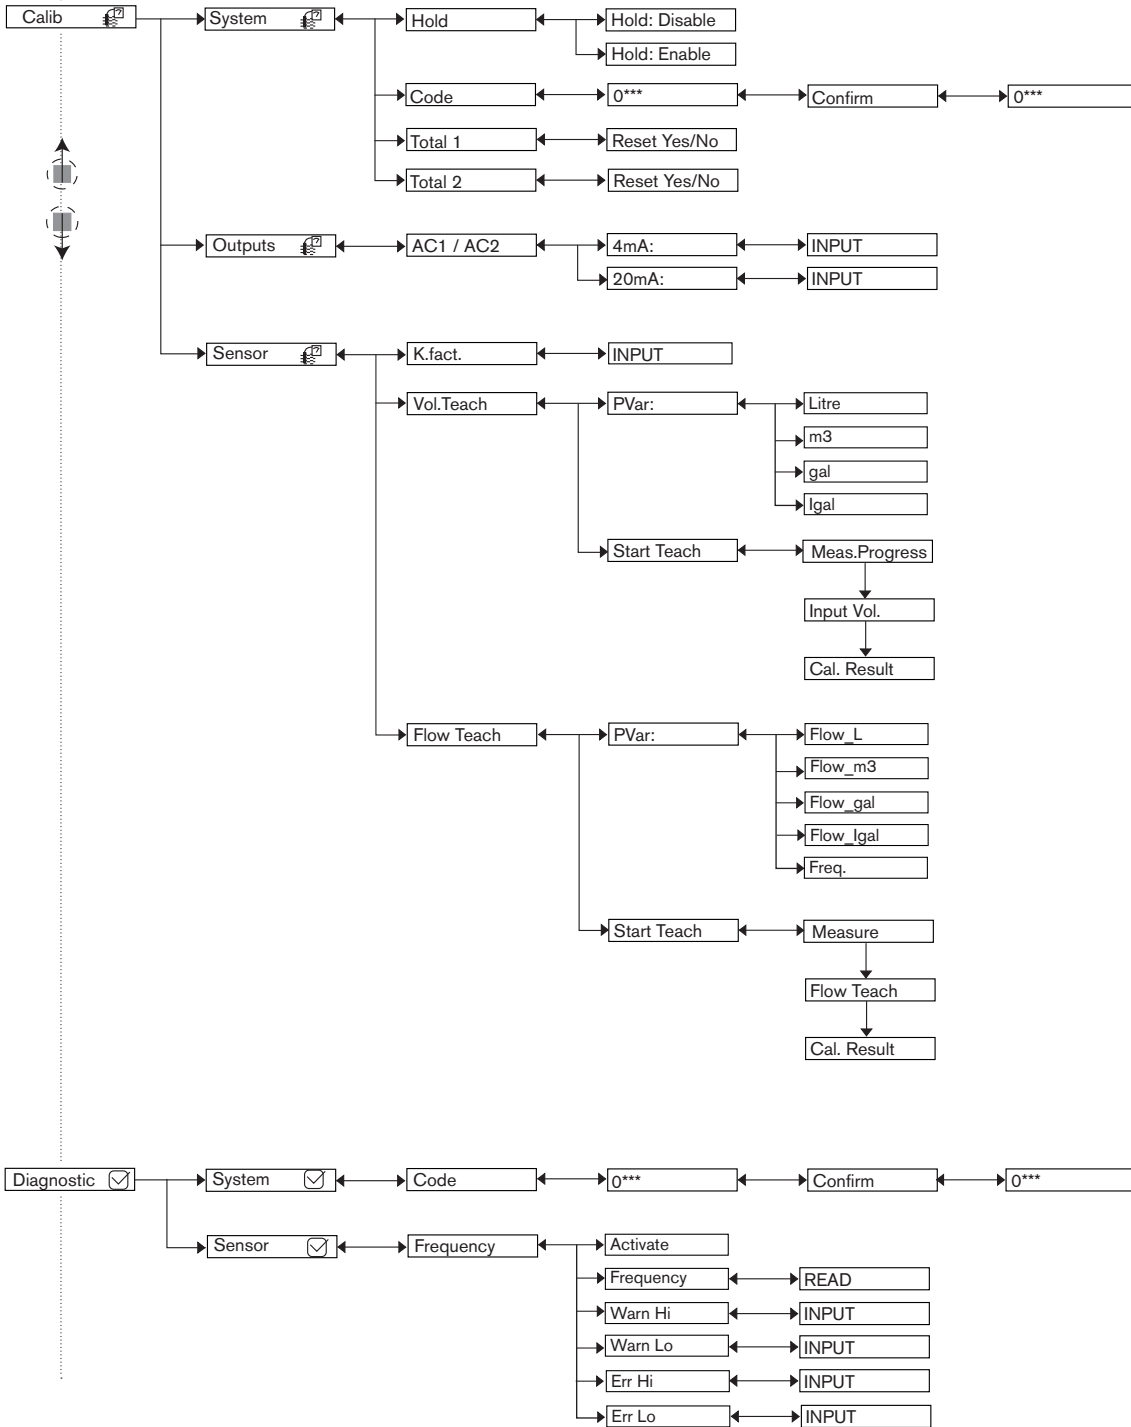 Calib System Hold Hold: Disable
Hold: Enable
Code 0*** Confirm 0***
Total 1 Reset Yes/No
Total 2 Reset Yes/No
Outputs AC1 / AC2 4mA: INPUT
20mA: INPUT
Sensor K.fact. INPUT
Vol.Teach PVar: Litre
m3
gal
Igal
Start Teach Meas.Progress
Input Vol.
Cal. Result
Flow Teach PVar: Flow_L
Flow_m3
Flow_gal
Flow_Igal
Freq.
Start Teach Measure
Flow Teach
Cal. Result
Diagnostic System Code 0*** Confirm 0***
Sensor Frequency Activate
Frequency READ
Warn Hi INPUT
Warn Lo INPUT
Err Hi INPUT
Err Lo INPUT